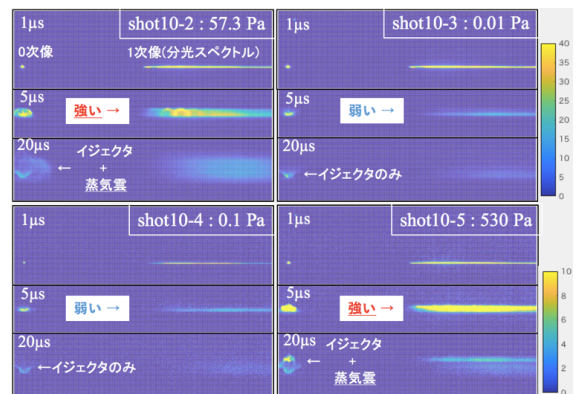 1μs
shot10-2 : 57.3 Pa
0次像
1次像(分光スペクトル)
5μs
強い →
20μs
イジェクタ
+
蒸気雲
←
1μs
shot10-3 : 0.01 Pa
5μs
弱い →
20μs
←イジェクタのみ
40
35
30
25
20
15
10
5
0
1μs
shot10-4 : 0.1 Pa
5μs
弱い →
20μs
←イジェクタのみ
1μs
shot10-5 : 530 Pa
5μs
強い →
20μs
イジェクタ
+
蒸気雲
←
10
8
6
4
2
0